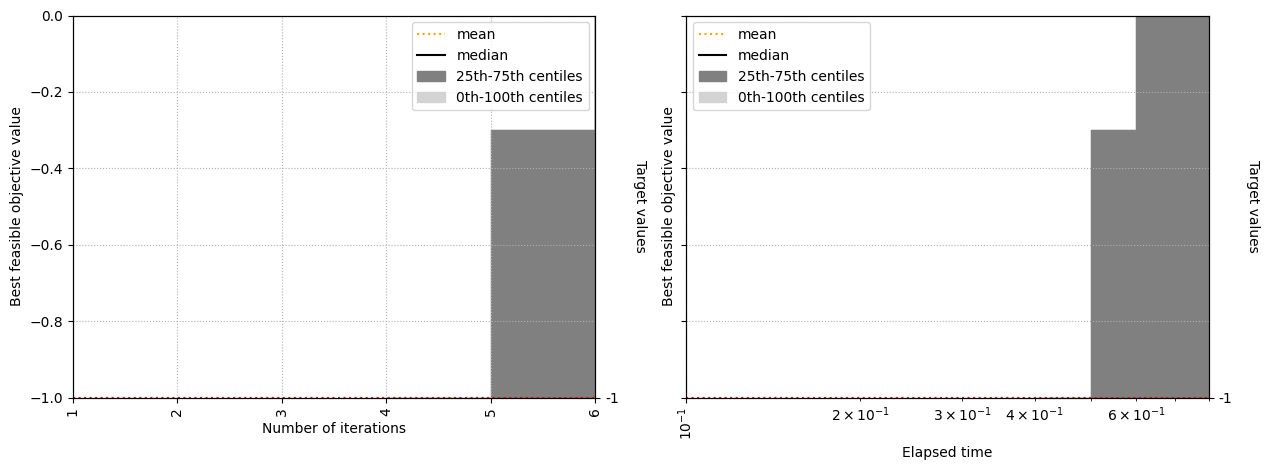 0.0
−0.2
−0.4
−0.6
−0.8
−1.0
Best feasible objective value
1
2
3
4
5
6
Number of iterations
mean
median
25th-75th centiles
0th-100th centiles
-1
Target values
Best feasible objective value
mean
median
25th-75th centiles
0th-100th centiles
10⁻¹
2 × 10⁻¹
3 × 10⁻¹
4 × 10⁻¹
6 × 10⁻¹
Elapsed time
-1
Target values